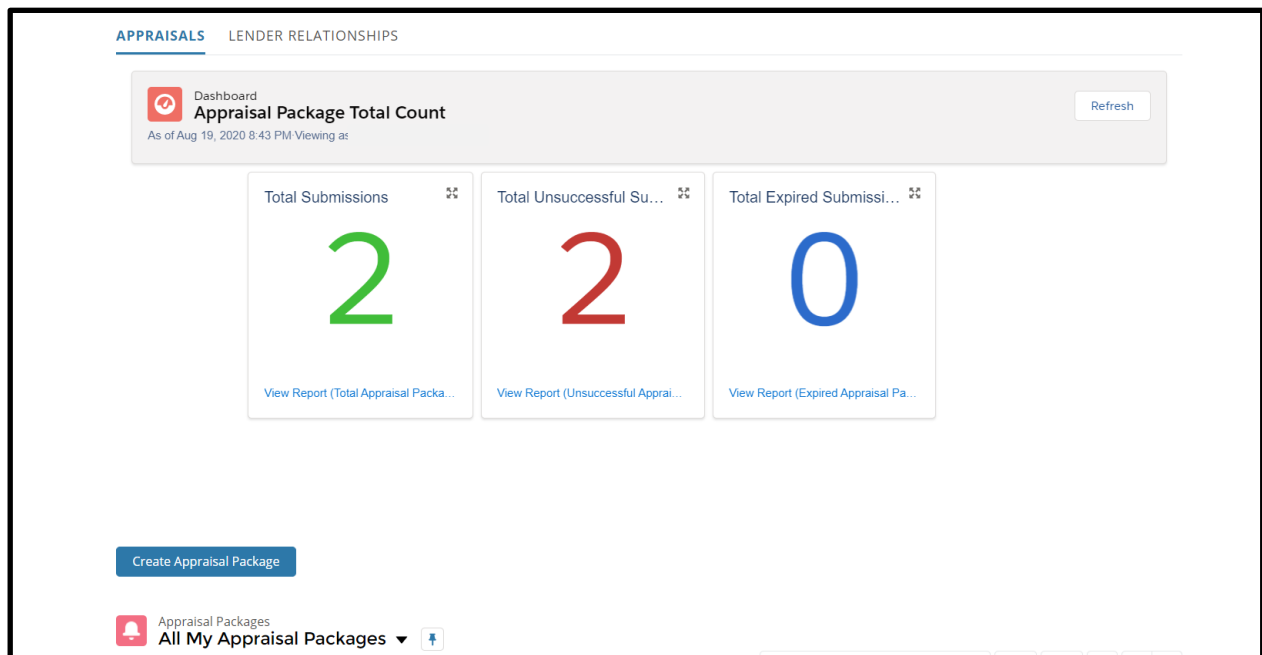 APPRAISALS LENDER RELATIONSHIPS
Dashboard
Appraisal Package Total Count
Refresh
As of Aug 19, 2020 8:43 PM·Viewing as
Total Submissions
2
View Report (Total Appraisal Packa...
Total Unsuccessful Su...
2
View Report (Unsuccessful Apprai...
Total Expired Submissi...
0
View Report (Expired Appraisal Pa...
Create Appraisal Package
Appraisal Packages
All My Appraisal Packages